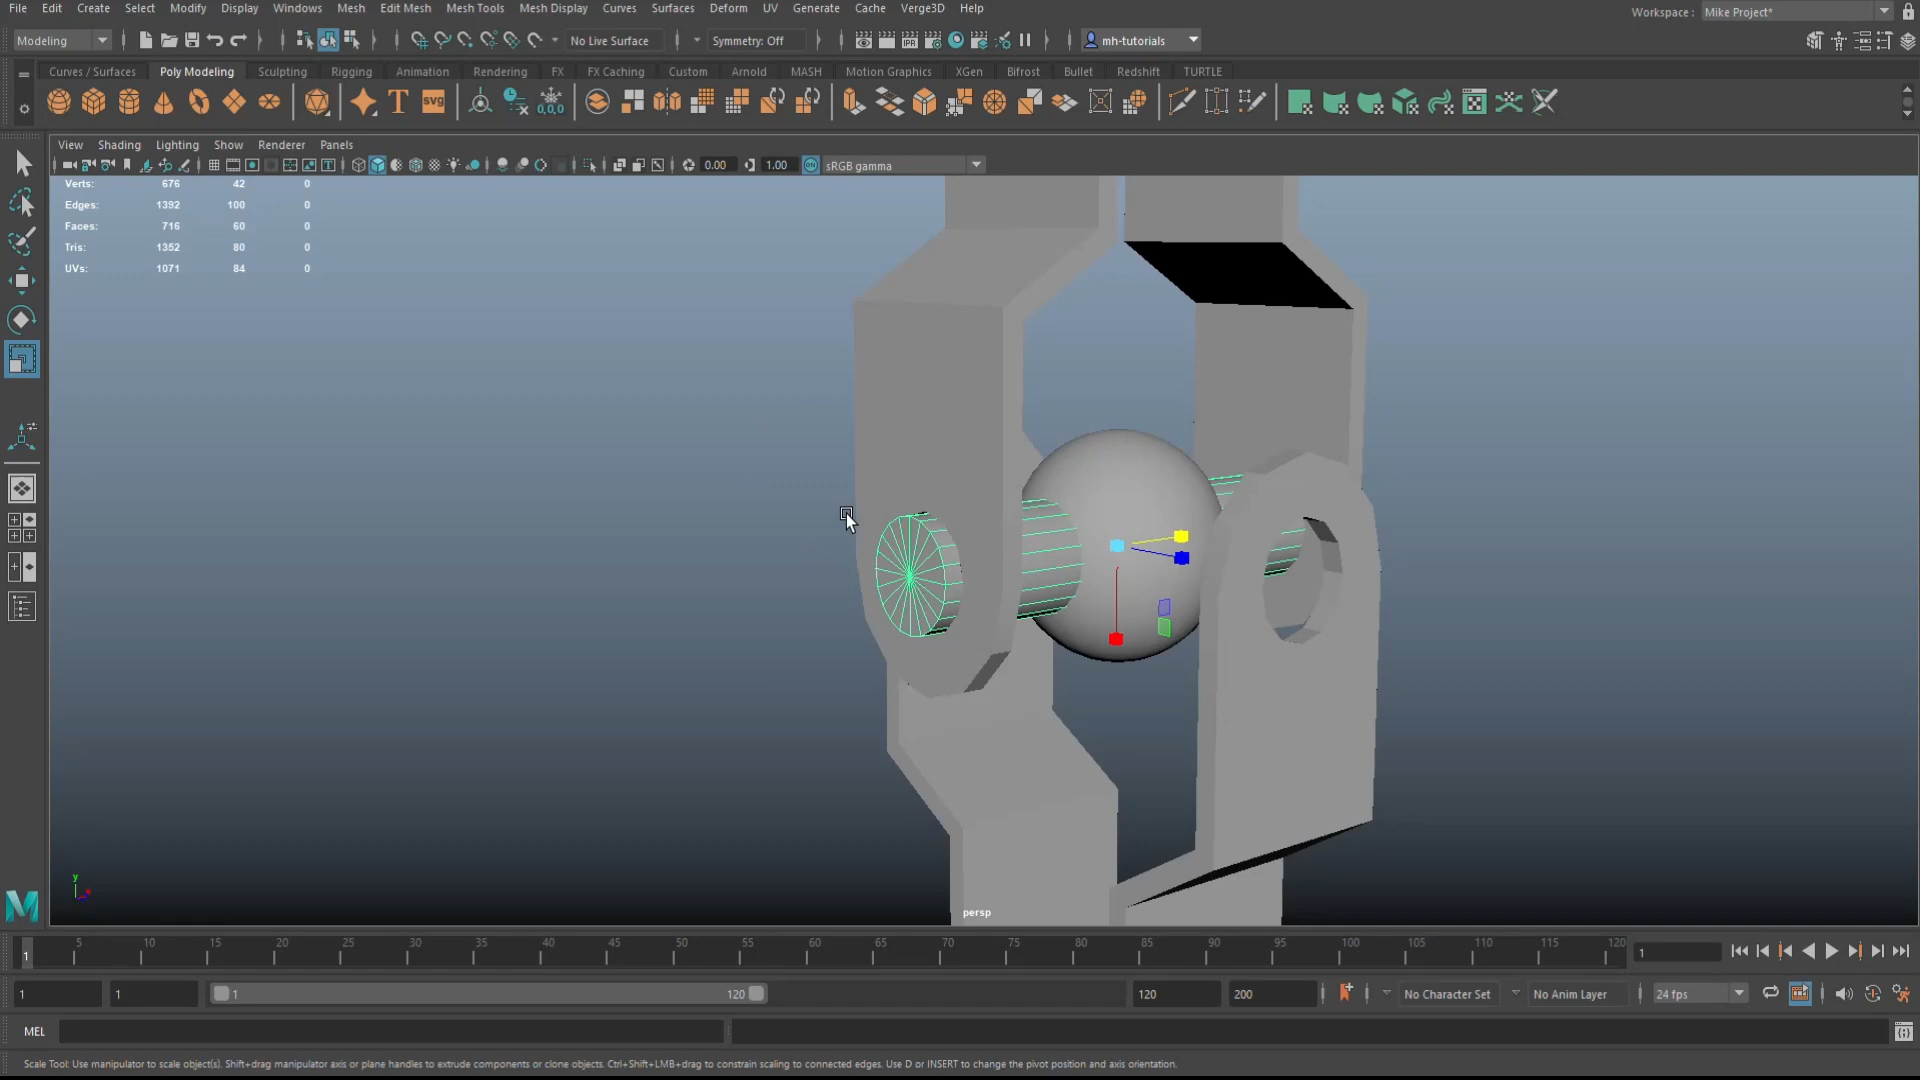 File Edit Create Select Modify Display Windows Mesh Edit Mesh Mesh Tools Mesh Display Curves Surfaces Deform UV Generate Cache Verge3D Help
Workspace : Mike Project*
Modeling No Live Surface Symmetry: Off mh-tutorials
Curves / Surfaces Poly Modeling Sculpting Rigging Animation Rendering FX FX Caching Custom Arnold MASH Motion Graphics XGen Bifrost Bullet Redshift TURTLE
View Shading Lighting Show Renderer Panels
0.00 1.00 sRGB gamma
Verts: 676 42 0
Edges: 1392 100 0
Faces: 716 60 0
Tris: 1352 80 0
UVs: 1071 84 0
y
persp
5 10 15 20 25 30 35 40 45 50 55 60 65 70 75 80 85 90 95 100 105 110 115 120
1 1
1 1 1 120 120 200 No Character Set No Anim Layer 24 fps
MEL
Scale Tool: Use manipulator to scale object(s). Shift+drag manipulator axis or plane handles to extrude components or clone objects. Ctrl+Shift+LMB+drag to constrain scaling to connected edges. Use D or INSERT to change the pivot position and axis orientation.